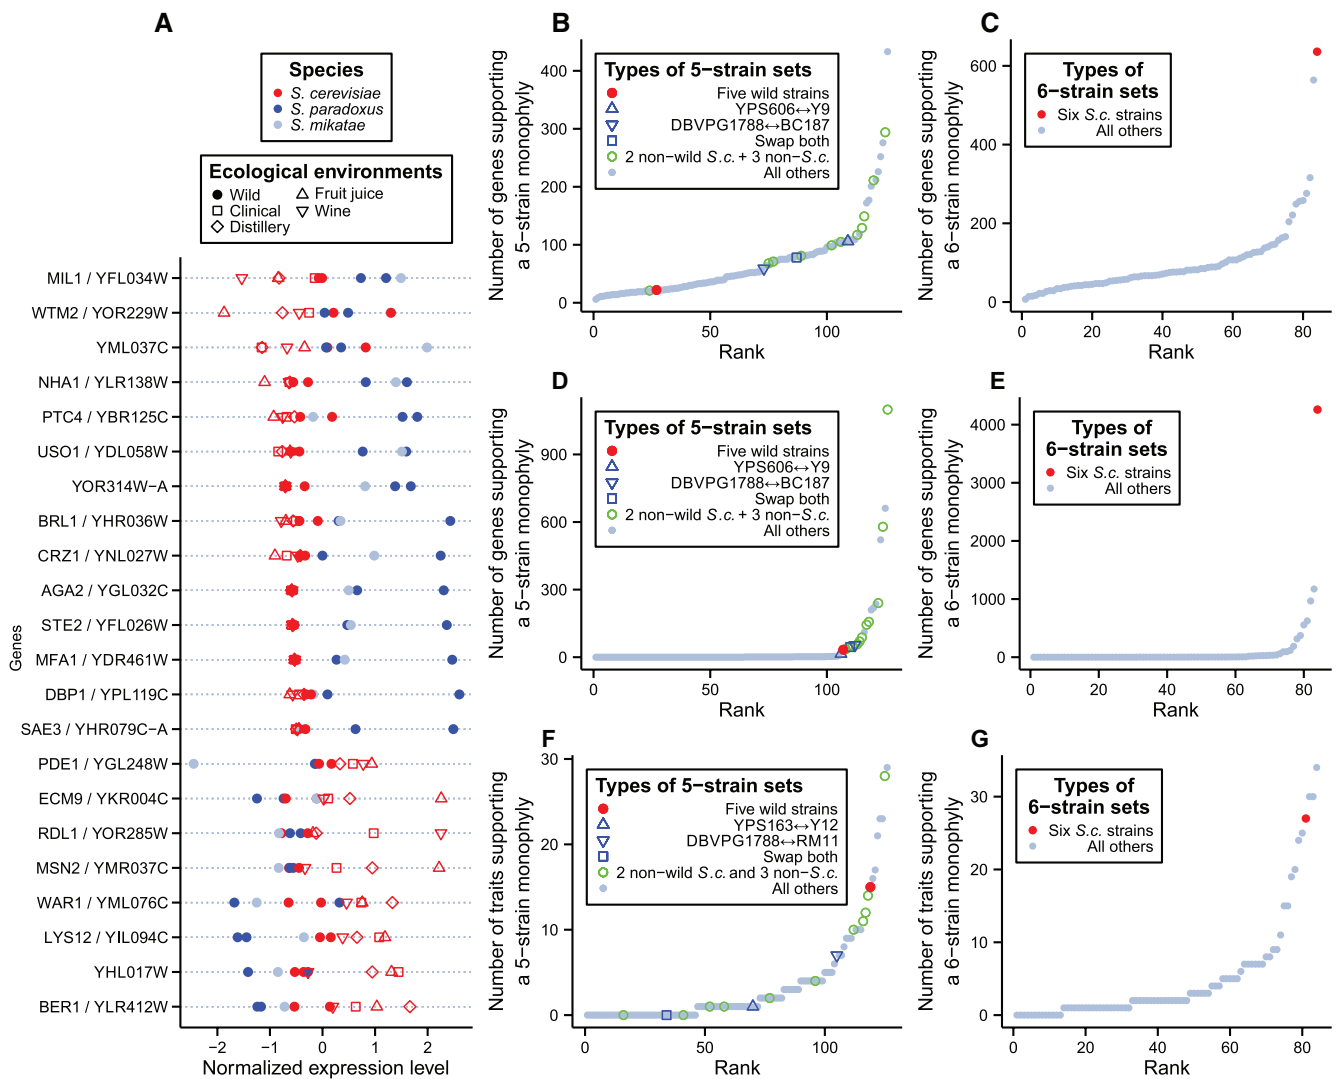 A
Species
S. cerevisiae
S. paradoxus
S. mikatae
Ecological environments
Wild
Fruit juice
Clinical
Wine
Distillery
Genes
MIL1 / YFL034W
WTM2 / YOR229W
YML037C
NHA1 / YLR138W
PTC4 / YBR125C
USO1 / YDL058W
YOR314W−A
BRL1 / YHR036W
CRZ1 / YNL027W
AGA2 / YGL032C
STE2 / YFL026W
MFA1 / YDR461W
DBP1 / YPL119C
SAE3 / YHR079C−A
PDE1 / YGL248W
ECM9 / YKR004C
RDL1 / YOR285W
MSN2 / YMR037C
WAR1 / YML076C
LYS12 / YIL094C
YHL017W
BER1 / YLR412W
−2 −1 0 1 2
Normalized expression level
B
Number of genes supporting
a 5−strain monophyly
400
300
200
100
0
Types of 5−strain sets
Five wild strains
YPS606↔Y9
DBVPG1788↔BC187
Swap both
2 non−wild S.c. + 3 non−S.c.
All others
0 50 100
Rank
C
Number of genes supporting
a 6−strain monophyly
600
400
200
0
Types of
6−strain sets
Six S.c. strains
All others
0 20 40 60 80
Rank
D
Number of genes supporting
a 5−strain monophyly
900
600
300
0
Types of 5−strain sets
Five wild strains
YPS606↔Y9
DBVPG1788↔BC187
Swap both
2 non−wild S.c. + 3 non−S.c.
All others
0 50 100
Rank
E
Number of genes supporting
a 6−strain monophyly
4000
3000
2000
1000
0
Types of
6−strain sets
Six S.c. strains
All others
0 20 40 60 80
Rank
F
Number of traits supporting
a 5−strain monophyly
30
20
10
0
Types of 5−strain sets
Five wild strains
YPS163↔Y12
DBVPG1788↔RM11
Swap both
2 non−wild S.c. and 3 non−S.c.
All others
0 50 100
Rank
G
Number of traits supporting
a 6−strain monophyly
30
20
10
0
Types of
6−strain sets
Six S.c. strains
All others
0 20 40 60 80
Rank